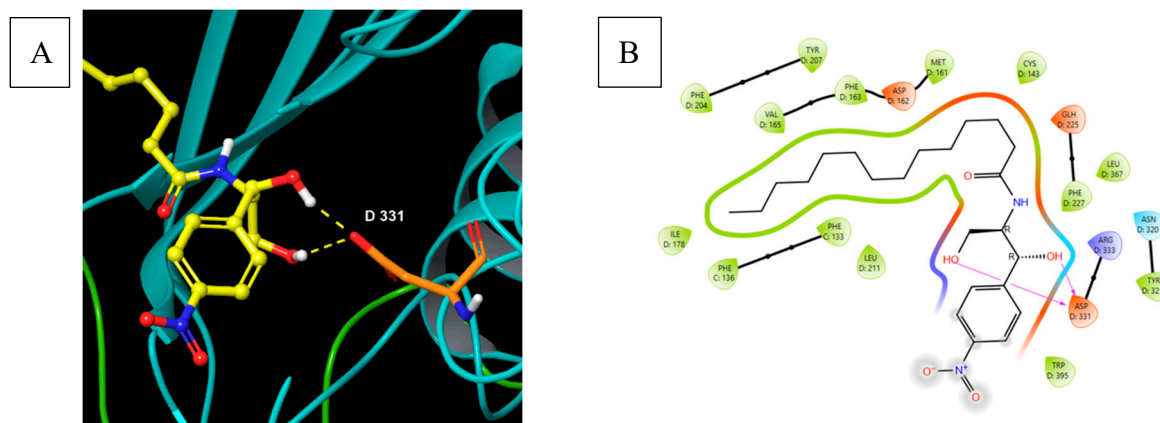 A
D 331
B
TYR
D: 207
PHE
D: 204
VAL
D: 165
PHE
D: 163
ASP
D: 162
MET
D: 161
CYS
D: 143
GLH
D: 225
LEU
D: 367
PHE
D: 227
ASN
D: 320
ARG
D: 333
TYR
D: 32
ASP
D: 331
TRP
D: 395
ILE
D: 178
PHE
C: 136
PHE
C: 133
LEU
D: 211
O
NH
R
HO
R
OH
O⁻
N⁺
O